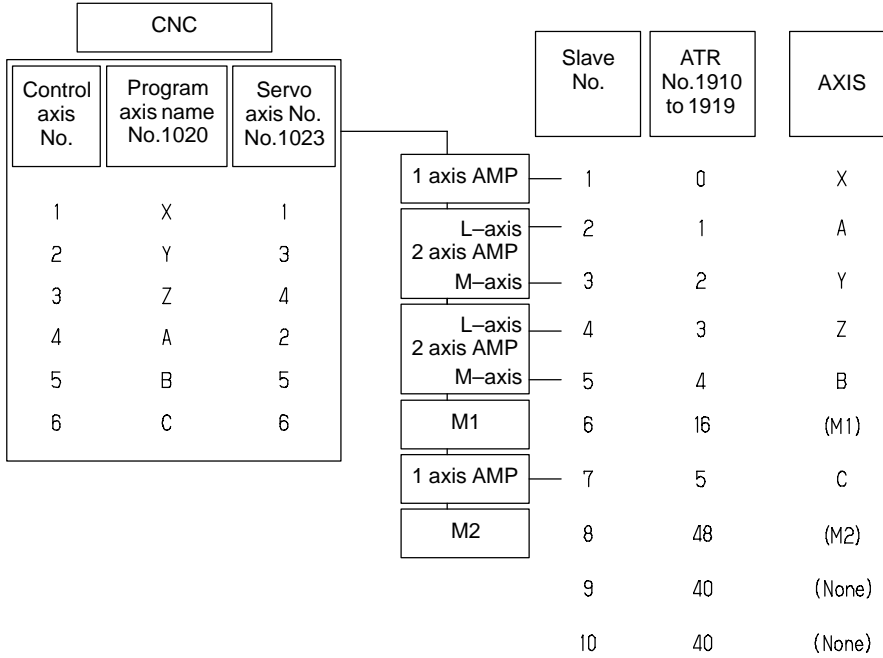 CNC
Control axis No.
Program axis name No.1020
Servo axis No. No.1023
1 X 1
2 Y 3
3 Z 4
4 A 2
5 B 5
6 C 6
Slave No.
ATR No.1910 to 1919
AXIS
1 axis AMP 1 0 X
L–axis 2 1 A
2 axis AMP
M–axis 3 2 Y
L–axis 4 3 Z
2 axis AMP
M–axis 5 4 B
M1 6 16 (M1)
1 axis AMP 7 5 C
M2 8 48 (M2)
9 40 (None)
10 40 (None)